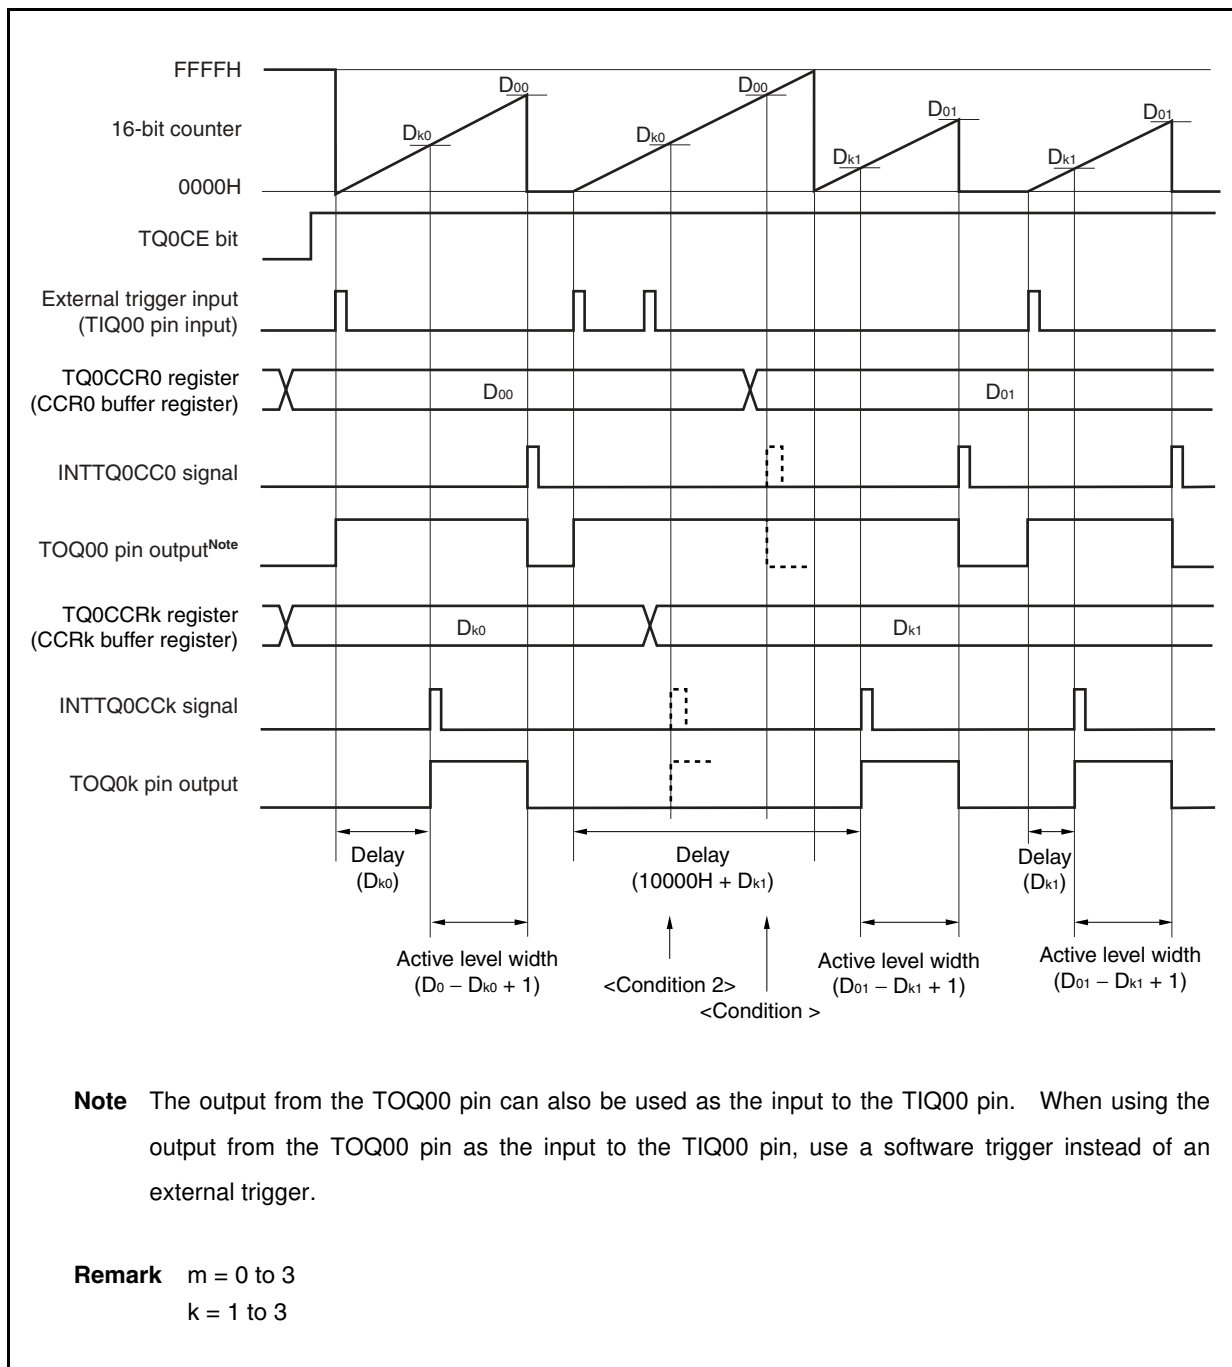 FFFFH
D00
D00
16-bit counter
Dk0
Dk0
D01
D01
Dk1
Dk1
0000H
TQ0CE bit
External trigger input
(TIQ00 pin input)
TQ0CCR0 register
(CCR0 buffer register)
D00
D01
INTTQ0CC0 signal
TOQ00 pin outputNote
TQ0CCRk register
(CCRk buffer register)
Dk0
Dk1
INTTQ0CCk signal
TOQ0k pin output
Delay
(Dk0)
Delay
(10000H + Dk1)
Delay
(Dk1)
Active level width
(D0 − Dk0 + 1)
<Condition 2>
<Condition >
Active level width
(D01 − Dk1 + 1)
Active level width
(D01 − Dk1 + 1)
Note The output from the TOQ00 pin can also be used as the input to the TIQ00 pin. When using the
output from the TOQ00 pin as the input to the TIQ00 pin, use a software trigger instead of an
external trigger.
Remark m = 0 to 3
k = 1 to 3